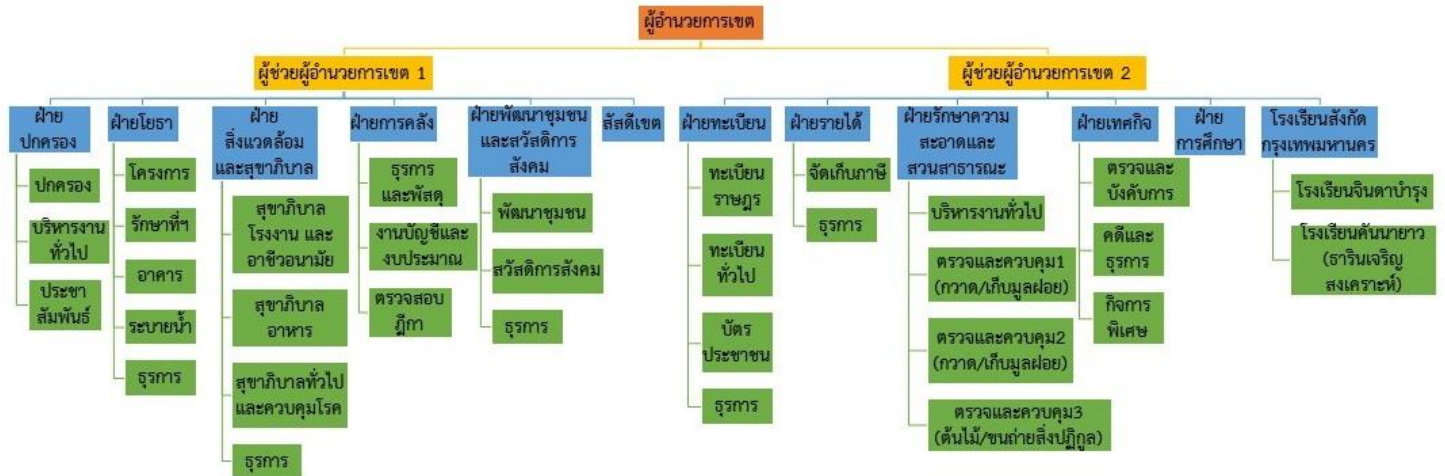 ผู้อำนวยการเขต
ผู้ช่วยผู้อำนวยการเขต 1
ผู้ช่วยผู้อำนวยการเขต 2
ฝ่าย
ปกครอง
ปกครอง
บริหารงาน
ทั่วไป
ประชา
สัมพันธ์
ฝ่ายโยธา
โครงการ
รักษาที่ฯ
อาคาร
ระบายน้ำ
ธุรการ
ฝ่าย
สิ่งแวดล้อม
และสุขาภิบาล
สุขาภิบาล
โรงงาน และ
อาชีวอนามัย
สุขาภิบาล
อาหาร
สุขาภิบาลทั่วไป
และควบคุมโรค
ธุรการ
ฝ่ายการคลัง
ธุรการ
และพัสดุ
งานบัญชีและ
งบประมาณ
ตรวจสอบ
ฎีกา
ฝ่ายพัฒนาชุมชน
และสวัสดิการ
สังคม
พัฒนาชุมชน
สวัสดิการสังคม
ธุรการ
สัสดีเขต
ฝ่ายทะเบียน
ทะเบียน
ราษฎร
ทะเบียน
ทั่วไป
บัตร
ประชาชน
ธุรการ
ฝ่ายรายได้
จัดเก็บภาษี
ธุรการ
ฝ่ายรักษาความ
สะอาดและ
สวนสาธารณะ
บริหารงานทั่วไป
ตรวจและควบคุม1
(กวาด/เก็บมูลฝอย)
ตรวจและควบคุม2
(กวาด/เก็บมูลฝอย)
ตรวจและควบคุม3
(ต้นไม้/ขนถ่ายสิ่งปฏิกูล)
ฝ่ายเทศกิจ
ตรวจและ
บังคับการ
คดีและ
ธุรการ
กิจการ
พิเศษ
ฝ่าย
การศึกษา
โรงเรียนสังกัด
กรุงเทพมหานคร
โรงเรียนจินดาบำรุง
โรงเรียนคันนายาว
(ธารินเจริญ
สงเคราะห์)